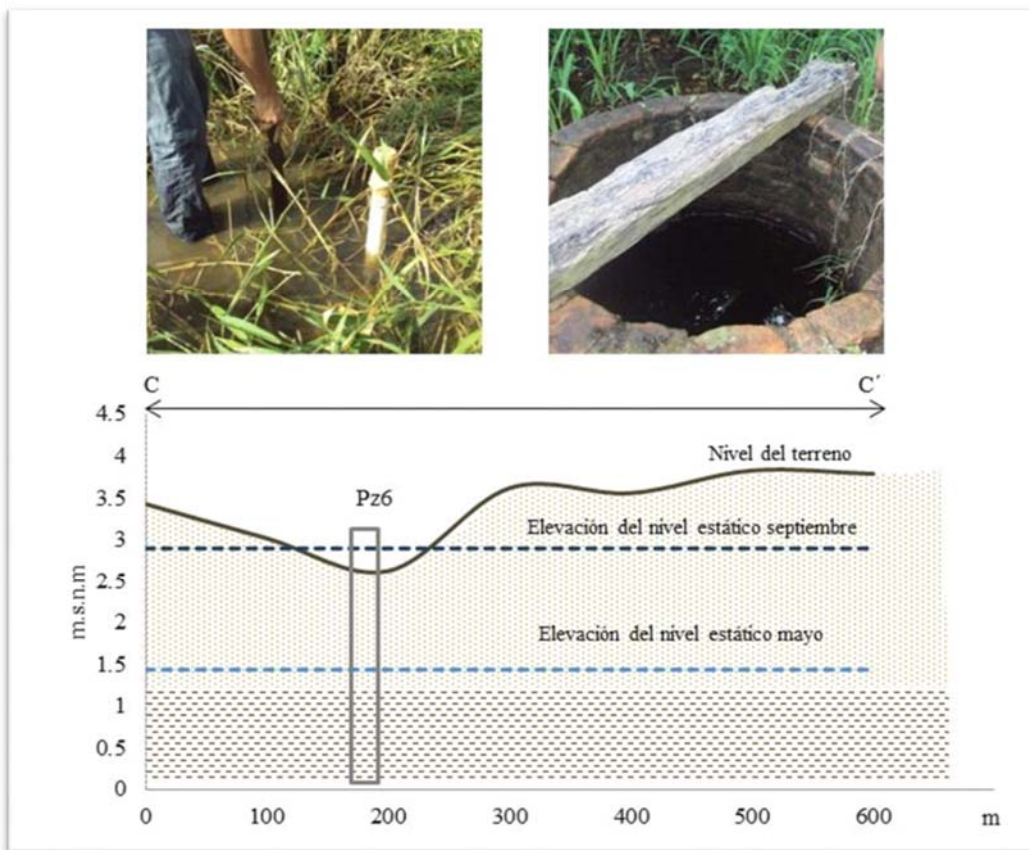 C C´
4.5
Nivel del terreno
4
Pz6
3.5
Elevación del nivel estático septiembre
3
2.5
m.s.n.m
2
Elevación del nivel estático mayo
1.5
1
0.5
0
0 100 200 300 400 500 600 m